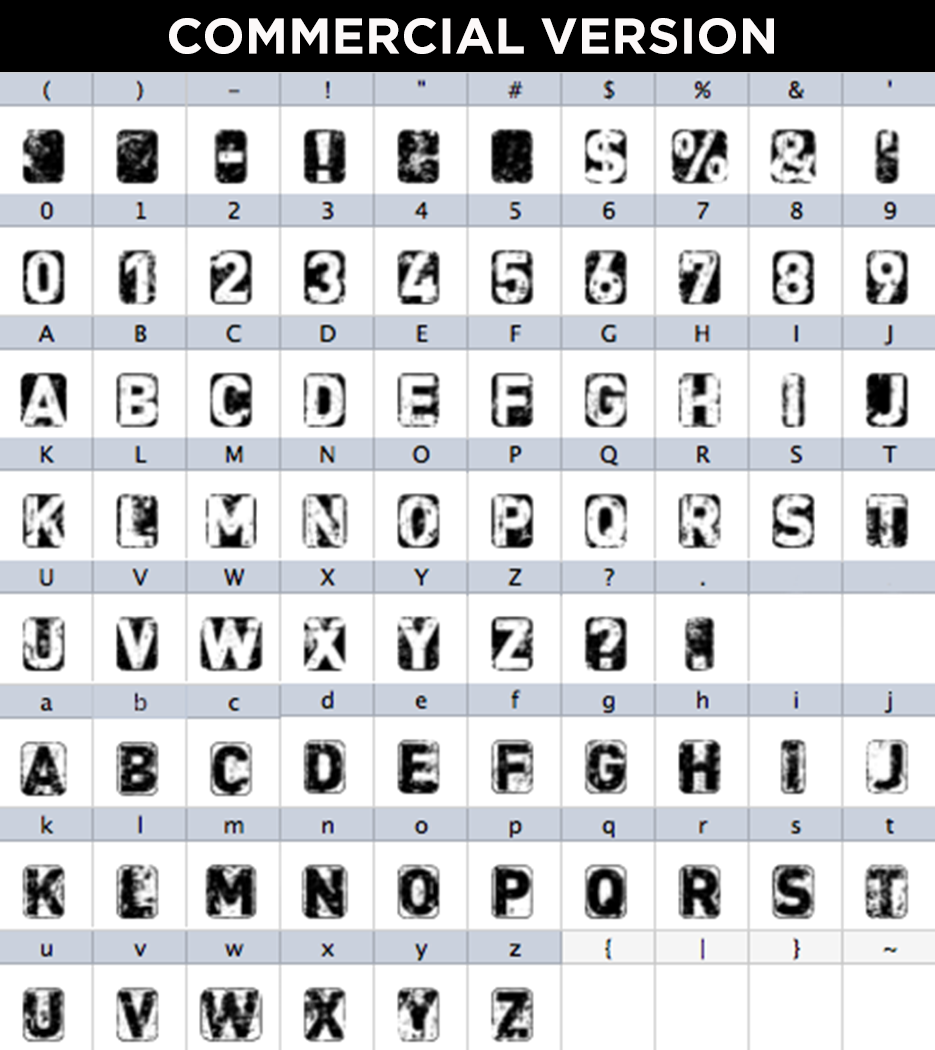 COMMERCIAL VERSION
( ) – ! " # $ % & '
- ! $ % & '
0 1 2 3 4 5 6 7 8 9
0 1 2 3 4 5 6 7 8 9
A B C D E F G H I J
A B C D E F G H I J
K L M N O P Q R S T
K L M N O P Q R S T
U V W X Y Z ? .
U V W X Y Z ? .
a b c d e f g h i j
A B C D E F G H I J
k l m n o p q r s t
K L M N O P Q R S T
u v w x y z { | } ~
U V W X Y Z